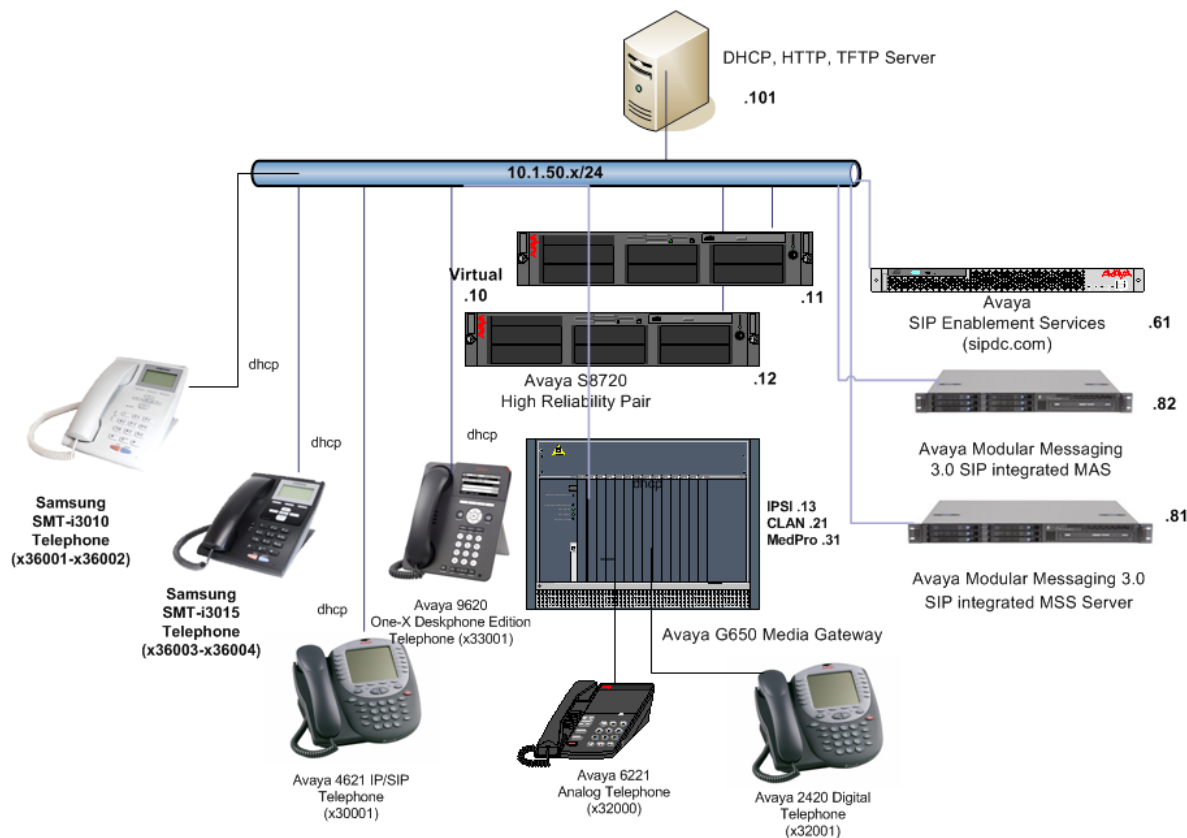 DHCP, HTTP, TFTP Server
.101
10.1.50.x/24
Virtual
.10
.11
Avaya
SIP Enablement Services
(sipdc.com)
.61
.12
Avaya S8720
High Reliability Pair
.82
Avaya Modular Messaging
3.0 SIP integrated MAS
dhcp
dhcp
dhcp
dhcp
IPSI .13
CLAN .21
MedPro .31
.81
Avaya Modular Messaging 3.0
SIP integrated MSS Server
Samsung
SMT-i3010
Telephone
(x36001-x36002)
Samsung
SMT-i3015
Telephone
(x36003-x36004)
dhcp
Avaya 9620
One-X Deskphone Edition
Telephone (x33001)
Avaya G650 Media Gateway
Avaya 4621 IP/SIP
Telephone
(x30001)
Avaya 6221
Analog Telephone
(x32000)
Avaya 2420 Digital
Telephone
(x32001)